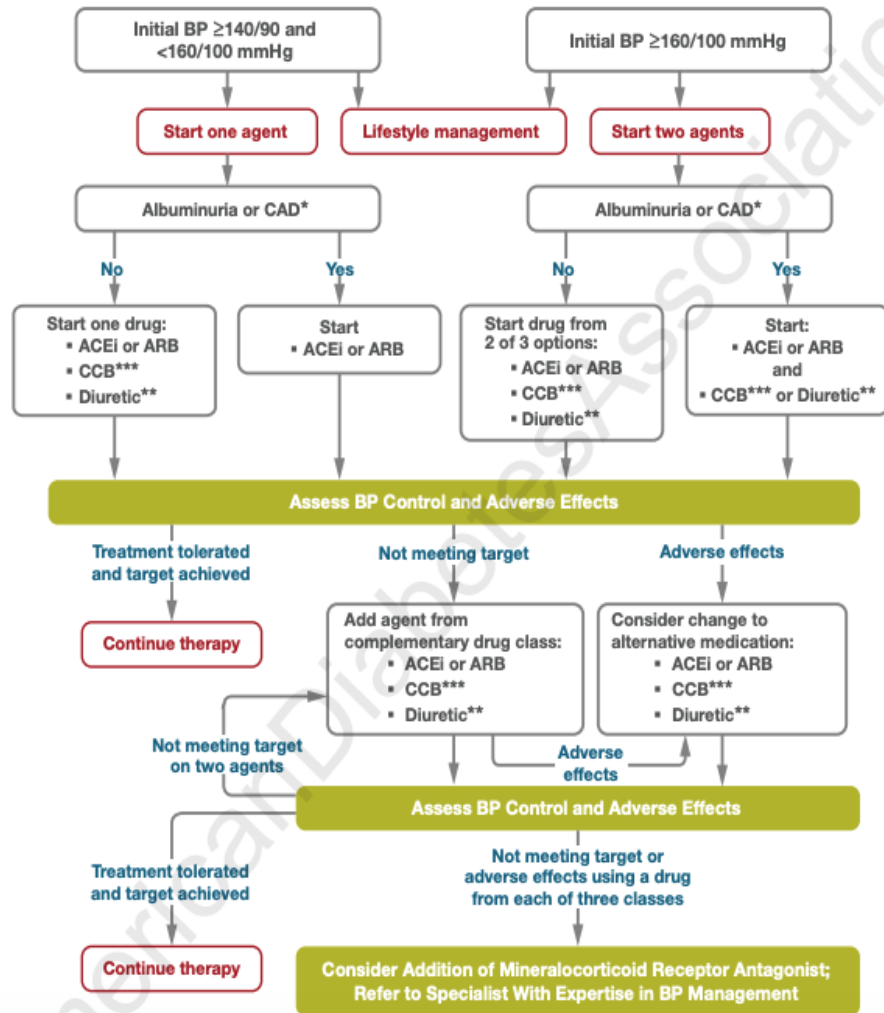 Initial BP ≥140/90 and
<160/100 mmHg
Initial BP ≥160/100 mmHg
Start one agent
Lifestyle management
Start two agents
Albuminuria or CAD*
Albuminuria or CAD*
No
Yes
No
Yes
Start one drug:
▪ ACEi or ARB
▪ CCB***
▪ Diuretic**
Start
▪ ACEi or ARB
Start drug from
2 of 3 options:
▪ ACEi or ARB
▪ CCB***
▪ Diuretic**
Start:
▪ ACEi or ARB
and
▪ CCB*** or Diuretic**
Assess BP Control and Adverse Effects
Treatment tolerated
and target achieved
Not meeting target
Adverse effects
Continue therapy
Add agent from
complementary drug class:
▪ ACEi or ARB
▪ CCB***
▪ Diuretic**
Consider change to
alternative medication:
▪ ACEi or ARB
▪ CCB***
▪ Diuretic**
Not meeting target
on two agents
Adverse
effects
Assess BP Control and Adverse Effects
Treatment tolerated
and target achieved
Not meeting target or
adverse effects using a drug
from each of three classes
Continue therapy
Consider Addition of Mineralocorticoid Receptor Antagonist;
Refer to Specialist With Expertise in BP Management
mericanDiabetesAssociatio